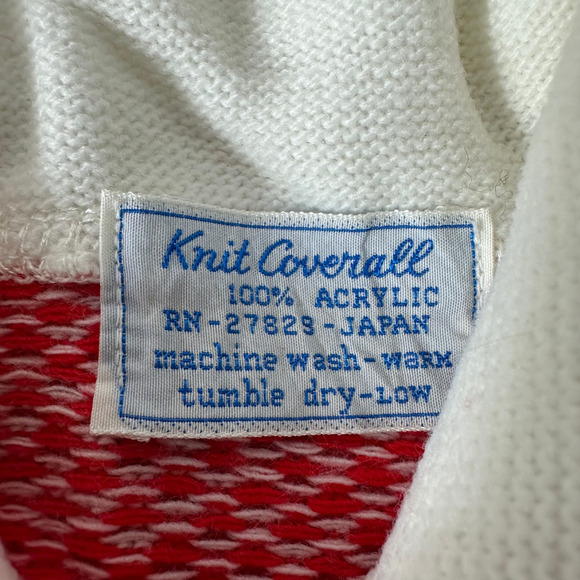 Knit Coverall
100% ACRYLIC
RN-27829-JAPAN
machine wash-WARM
tumble dry-LOW